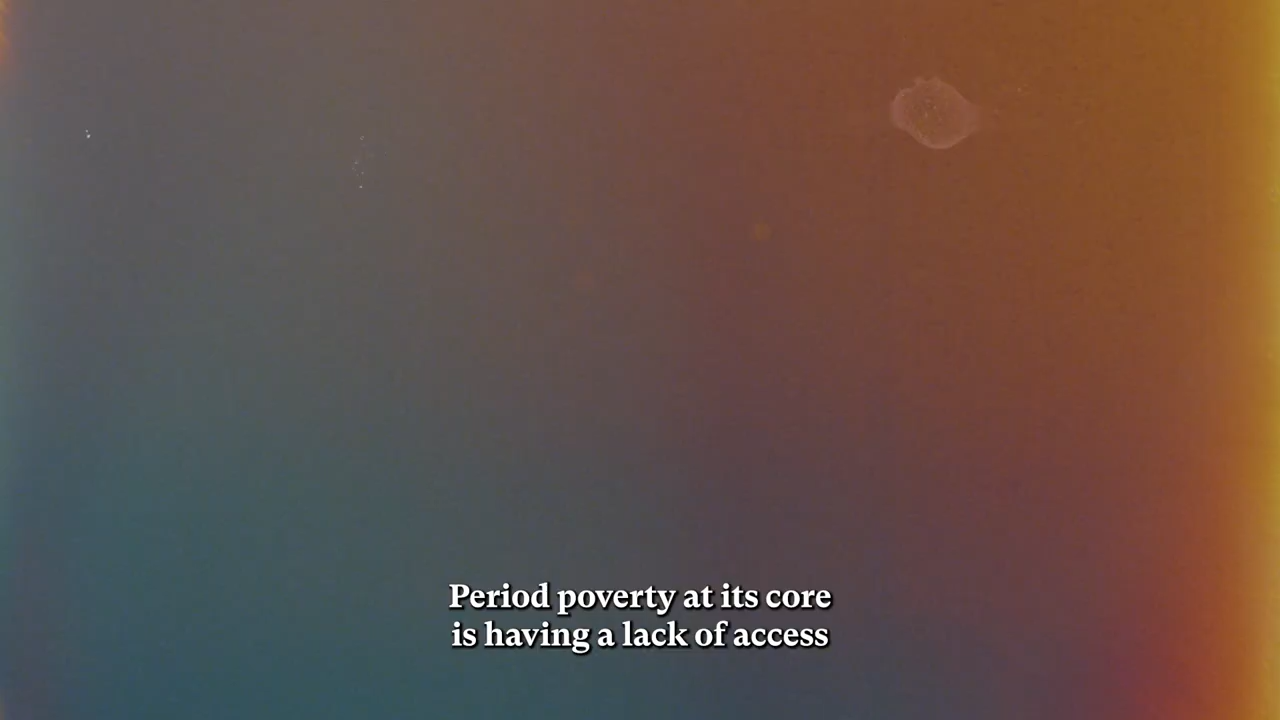 Period poverty at its core
is having a lack of access